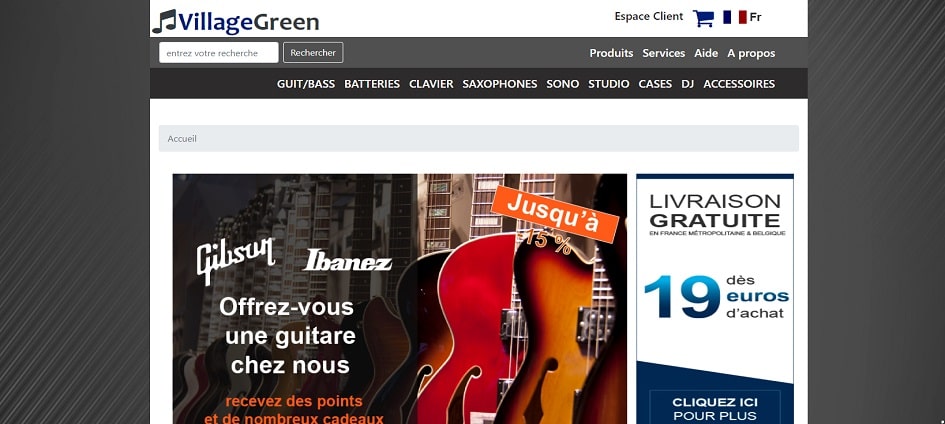 VillageGreen
Espace Client Fr
entrez votre recherche Rechercher
Produits Services Aide A propos
GUIT/BASS BATTERIES CLAVIER SAXOPHONES SONO STUDIO CASES DJ ACCESSOIRES
Accueil
Jusqu'à
-15 %
Gibson Ibanez
Offrez-vous
une guitare
chez nous
recevez des points
et de nombreux cadeaux
LIVRAISON
GRATUITE
EN FRANCE MÉTROPOLITAINE & BELGIQUE
19 dès
euros
d'achat
CLIQUEZ ICI
POUR PLUS